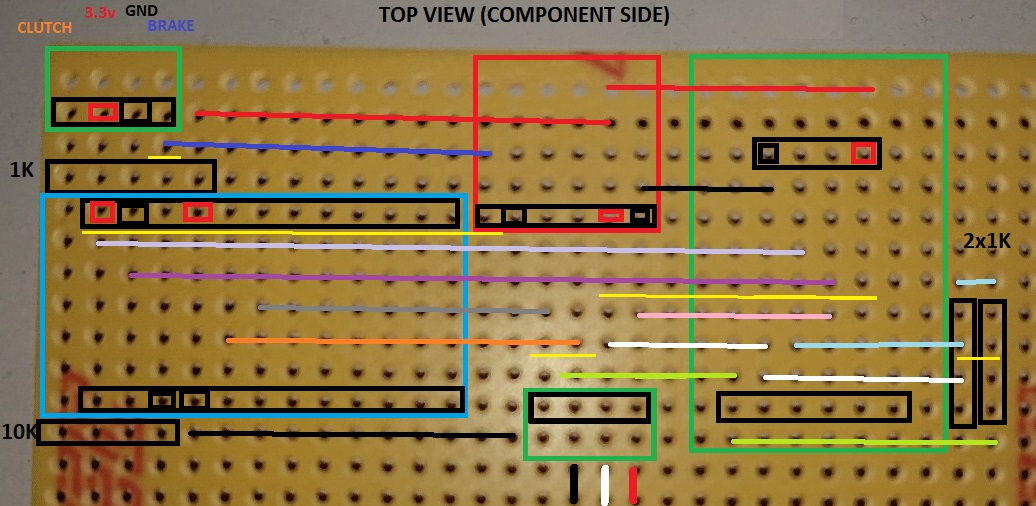 TOP VIEW (COMPONENT SIDE)
3.3v GND
CLUTCH BRAKE
1K
2x1K
10K